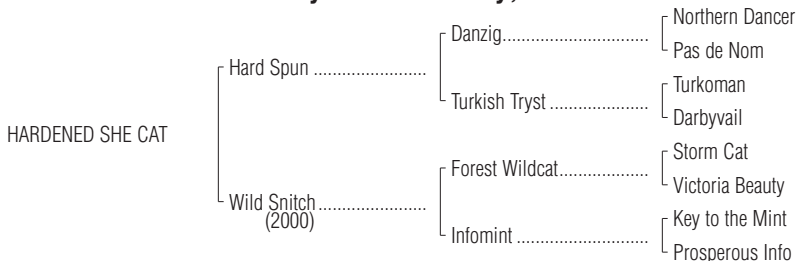 Northern Dancer
Danzig..............................
Pas de Nom
Hard Spun .......................
Turkoman
Turkish Tryst ....................
Darbyvail
HARDENED SHE CAT
Storm Cat
Forest Wildcat..................
Victoria Beauty
Wild Snitch......................
(2000)
Key to the Mint
Infomint ...........................
Prosperous Info